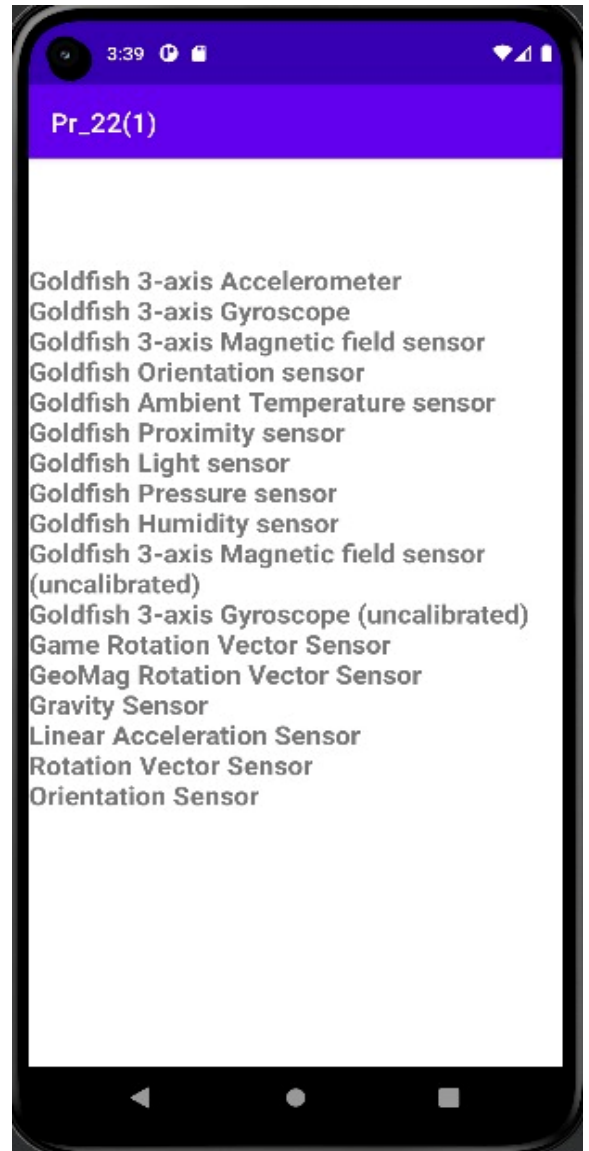 3:39
Pr_22(1)
Goldfish 3-axis Accelerometer
Goldfish 3-axis Gyroscope
Goldfish 3-axis Magnetic field sensor
Goldfish Orientation sensor
Goldfish Ambient Temperature sensor
Goldfish Proximity sensor
Goldfish Light sensor
Goldfish Pressure sensor
Goldfish Humidity sensor
Goldfish 3-axis Magnetic field sensor
(uncalibrated)
Goldfish 3-axis Gyroscope (uncalibrated)
Game Rotation Vector Sensor
GeoMag Rotation Vector Sensor
Gravity Sensor
Linear Acceleration Sensor
Rotation Vector Sensor
Orientation Sensor